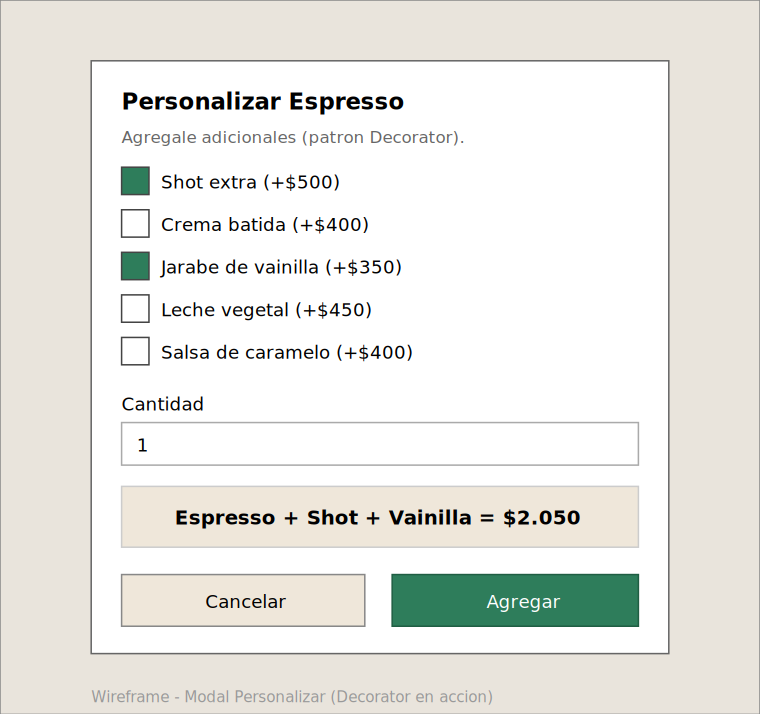 Personalizar Espresso
Agregale adicionales (patron Decorator).
Shot extra (+$500)
Crema batida (+$400)
Jarabe de vainilla (+$350)
Leche vegetal (+$450)
Salsa de caramelo (+$400)
Cantidad
1
Espresso + Shot + Vainilla = $2.050
Cancelar
Agregar
Wireframe - Modal Personalizar (Decorator en accion)